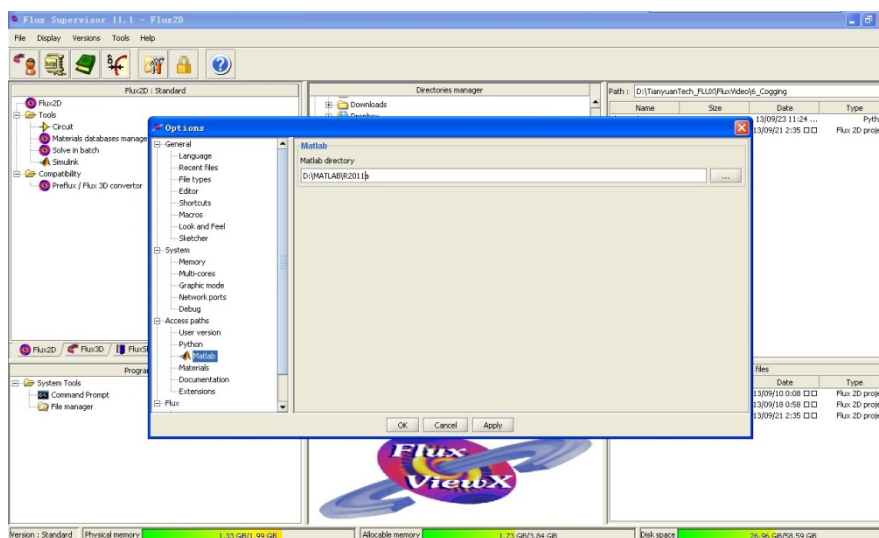 Flux Supervisor 11.1 - Flux2D
File Display Versions Tools Help
Flux2D : Standard
Flux2D
Tools
Circuit
Materials databases manage
Solve in batch
Simulink
Compatibility
Preflux / Flux 3D convertor
Flux2D
Flux3D
Directories manager
Downloads
Path : D:\TianyuanTech_FLUX\FluxVideo\6_Cogging
Name Size Date Type
13/09/23 11:24 ... Pyth
13/09/21 2:35 □□ Flux 2D proje
Options
General
Language
Recent files
File types
Editor
Shortcuts
Macros
Look and Feel
Sketcher
System
Memory
Multi-cores
Graphic mode
Network ports
Debug
Access paths
User version
Python
Matlab
Materials
Documentation
Extensions
Flux
Matlab
Matlab directory
D:\MATLAB\R2011a
...
OK Cancel Apply
Progra
System Tools
Command Prompt
File manager
Flux
ViewX
files
Date Type
13/09/10 0:08 □□ Flux 2D proje
13/09/18 0:58 □□ Flux 2D proje
13/09/21 2:35 □□ Flux 2D proje
Version : Standard Physical memory 1.33 GB/1.99 GB Allocable memory 1.73 GB/3.84 GB Disk space 26.96 GB/58.59 GB